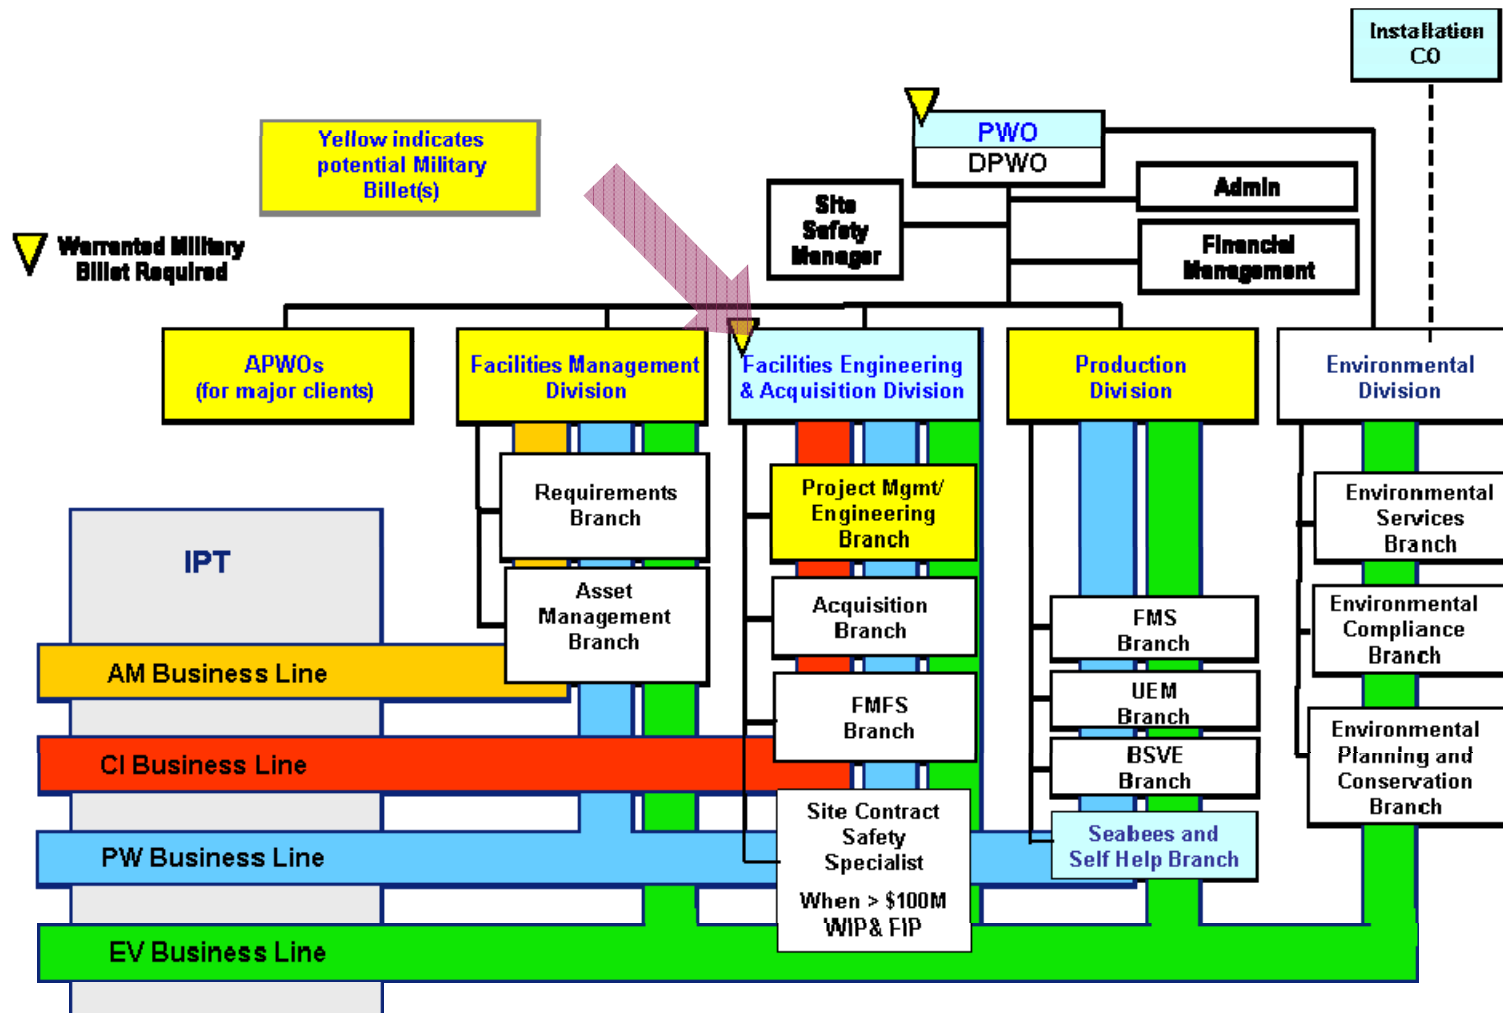 Installation
CO
PWO
DPWO
Yellow indicates
potential Military
Billet(s)
Site
Safety
Manager
Admin
Financial
Management
Warranted Military
Billet Required
APWOs
(for major clients)
Facilities Management
Division
Facilities Engineering
& Acquisition Division
Production
Division
Environmental
Division
Requirements
Branch
Asset
Management
Branch
Project Mgmt/
Engineering
Branch
Acquisition
Branch
FMFS
Branch
Site Contract
Safety
Specialist
When > $100M
WIP& FIP
FMS
Branch
UEM
Branch
BSVE
Branch
Seabees and
Self Help Branch
Environmental
Services
Branch
Environmental
Compliance
Branch
Environmental
Planning and
Conservation
Branch
IPT
AM Business Line
CI Business Line
PW Business Line
EV Business Line